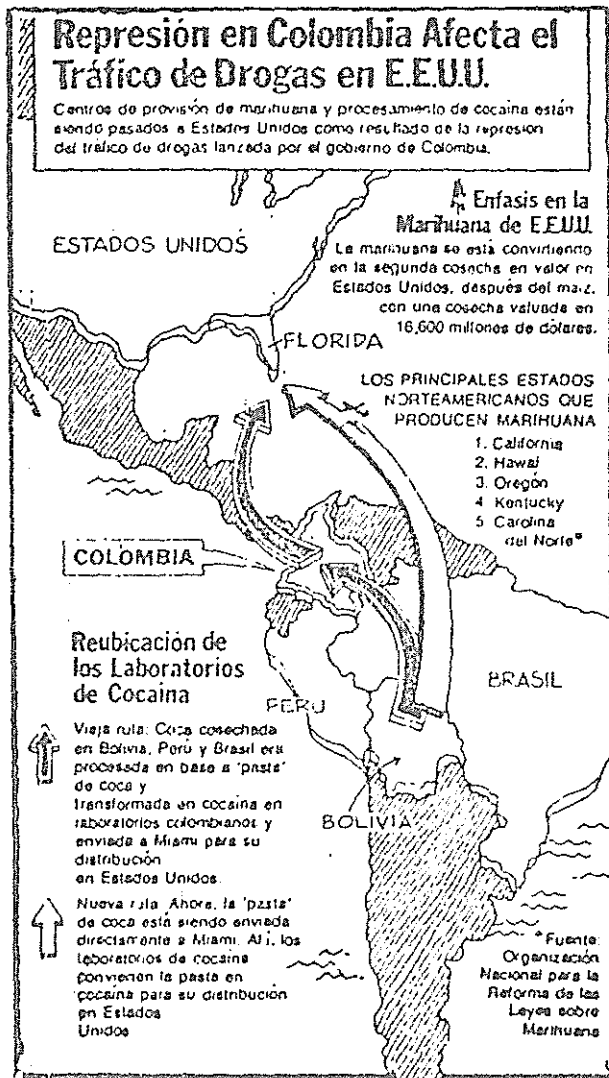 Represión en Colombia Afecta el
Tráfico de Drogas en E.E.U.U.
Centros de provisión de marihuana y procesamiento de cocaína están
siendo pasados a Estados Unidos como resultado de la represión
del tráfico de drogas lanzada por el gobierno de Colombia.
Enfasis en la
Marihuana de E.E.U.U.
La marihuana se está convirtiendo
en la segunda cosecha en valor en
Estados Unidos, después del maíz,
con una cosecha valuada en
16,600 millones de dólares.
ESTADOS UNIDOS
FLORIDA
LOS PRINCIPALES ESTADOS
NORTEAMERICANOS QUE
PRODUCEN MARIHUANA
1. California
2. Hawai
3. Oregón
4 Kentucky
5 Carolina
del Norte*
COLOMBIA
PERU
BRASIL
BOLIVIA
Reubicación de
los Laboratorios
de Cocaína
Vieja ruta: Coca cosechada
en Bolivia, Perú y Brasil era
procesada en base a 'pasta'
de coca y
transformada en cocaína en
laboratorios colombianos y
enviada a Miami para su
distribución
en Estados Unidos.
Nueva ruta: Ahora, la 'pasta'
de coca está siendo enviada
directamente a Miami. Allí, los
laboratorios de cocaína
convierten la pasta en
cocaína para su distribución
en Estados
Unidos
*Fuente:
Organización
Nacional para la
Reforma de las
Leyes sobre
Marihuana